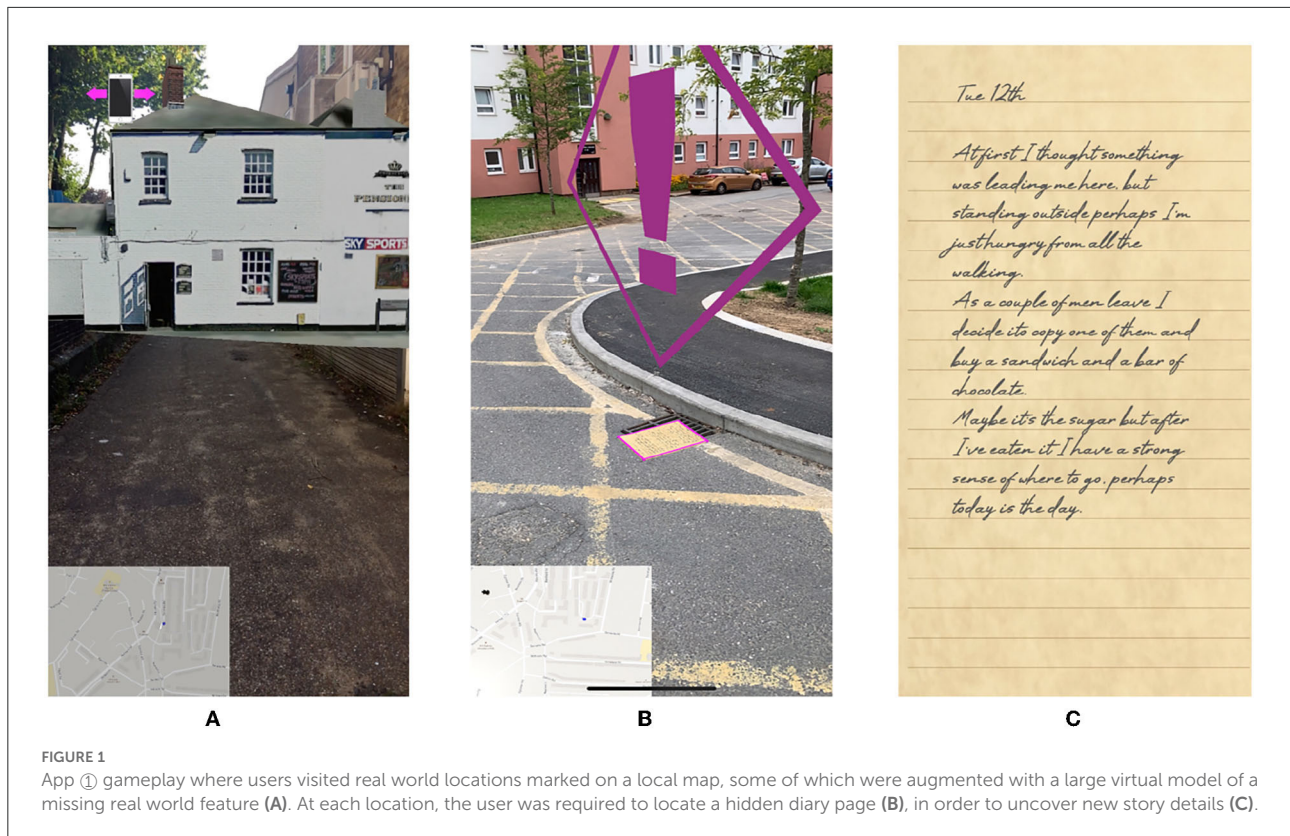 THE
PENSIONE
SKY SPORTS
Tue 12th
At first I thought something
was leading me here, but
standing outside perhaps I'm
just hungry from all the
walking.
As a couple of men leave I
decide its copy one of them and
buy a sandwich and a bar of
chocolate.
Maybe it's the sugar but after
I've eaten it I have a strong
sense of where to go, perhaps
today is the day.
A
B
C
FIGURE 1
App ① gameplay where users visited real world locations marked on a local map, some of which were augmented with a large virtual model of a
missing real world feature (A). At each location, the user was required to locate a hidden diary page (B), in order to uncover new story details (C).